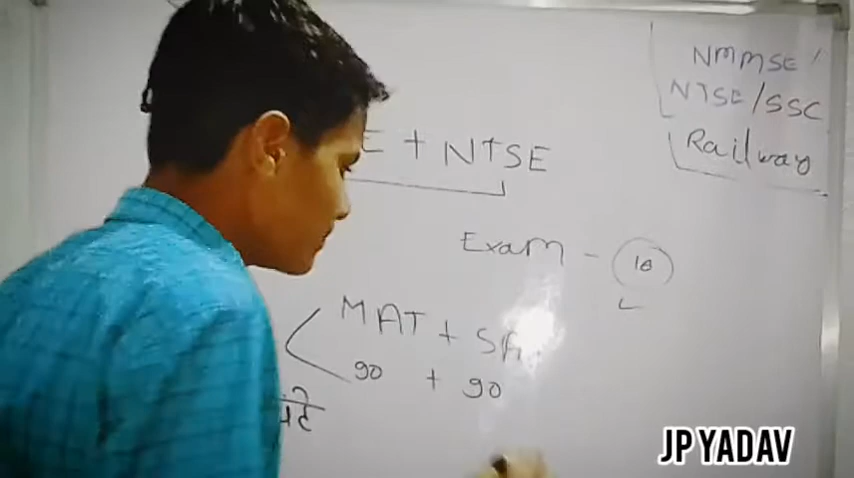 NMMSE /
NTSE / SSC
Railway
E + NTSE
Exam - 10
MAT + SA
90 + 90
JP YADAV